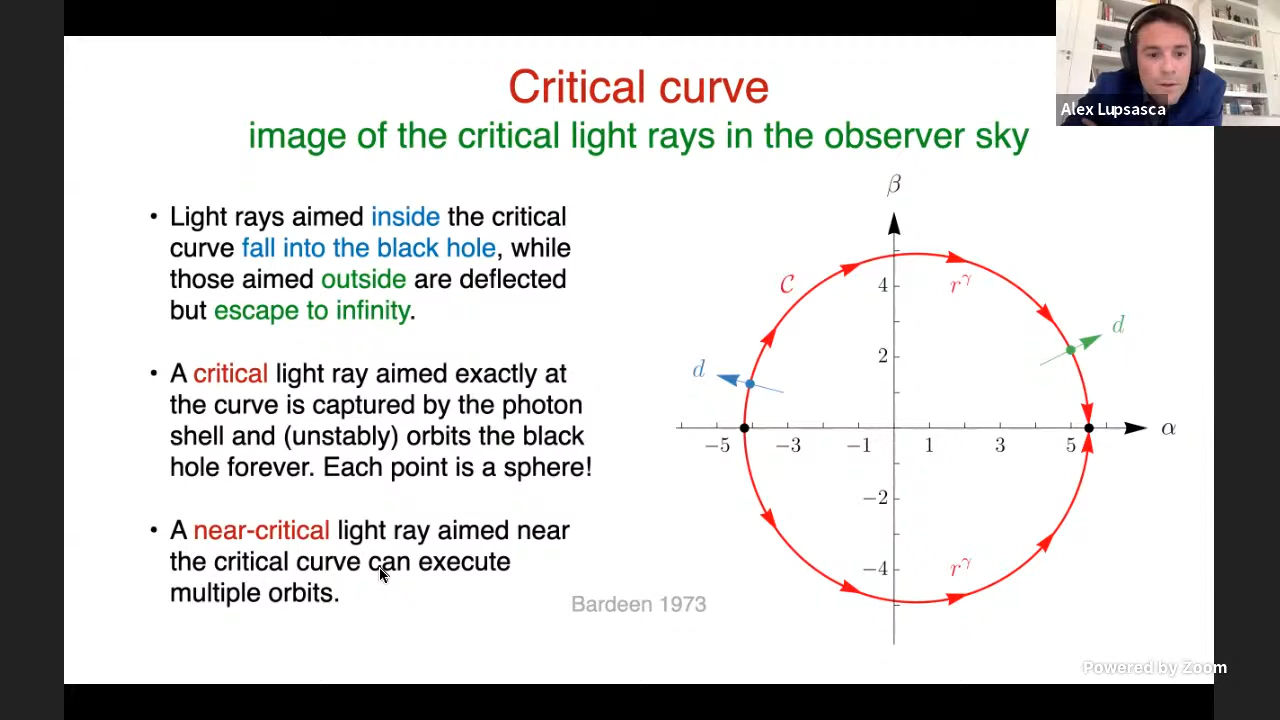 Alex Lupsasca
Critical curve
image of the critical light rays in the observer sky
• Light rays aimed inside the critical
curve fall into the black hole, while
those aimed outside are deflected
but escape to infinity.
• A critical light ray aimed exactly at
the curve is captured by the photon
shell and (unstably) orbits the black
hole forever. Each point is a sphere!
• A near-critical light ray aimed near
the critical curve can execute
multiple orbits.
Bardeen 1973
β
C
4
r^γ
d
2
d
−5 −3 −1 1 3 5 α
−2
−4
r^γ
Powered by Zoom